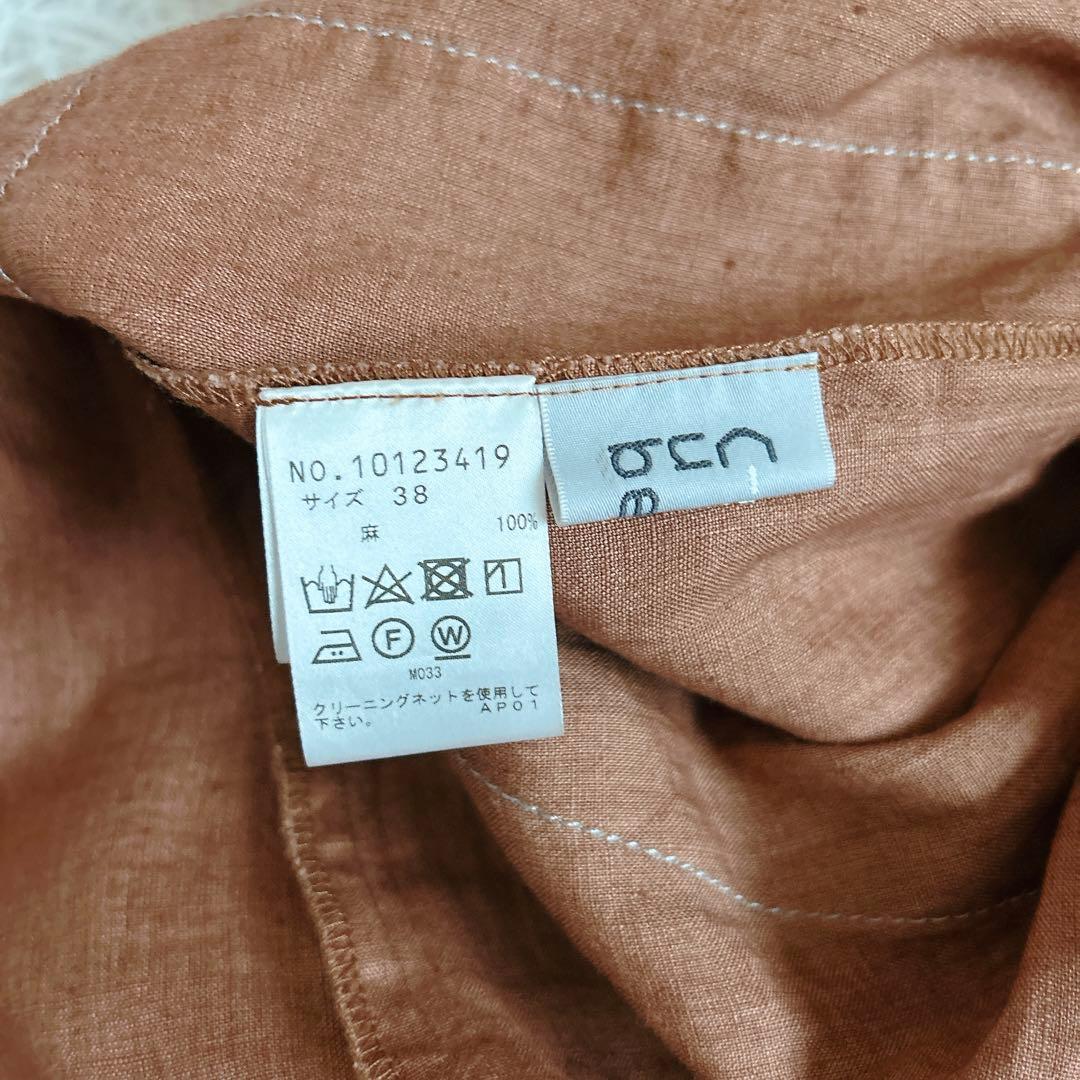 NO.10123419
サイズ 38
麻 100%
F W
M033
クリーニングネットを使用して
下さい。 AP01